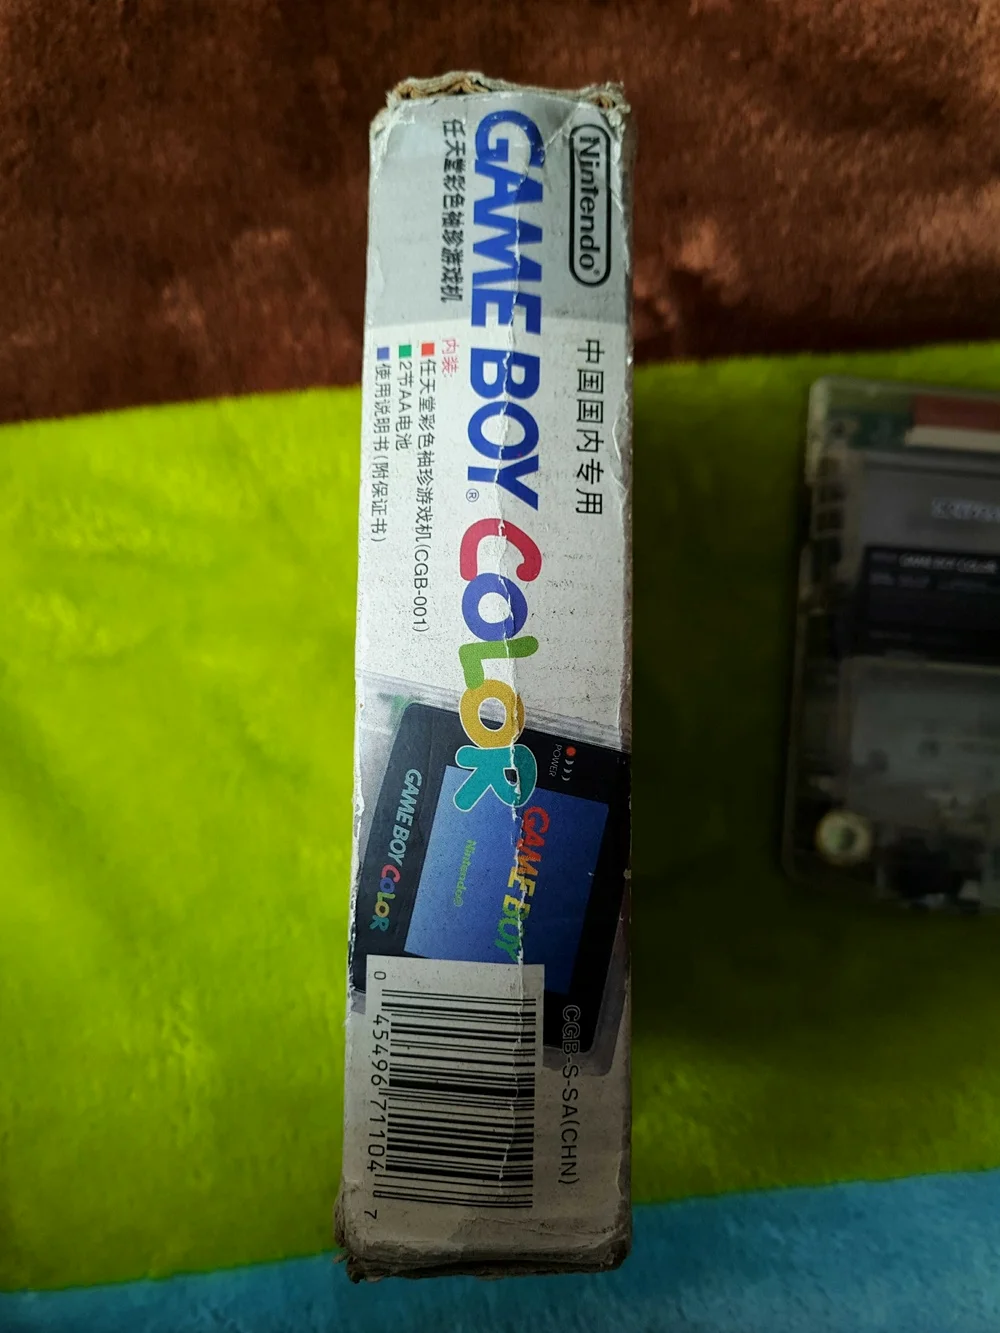 Nintendo®
中国国内专用
GAME BOY® COLOR
任天堂彩色袖珍游戏机
内装:
任天堂彩色袖珍游戏机(CGB-001)
2节AA电池
使用说明书(附保证书)
POWER
GAME BOY
Nintendo®
GAME BOY COLOR
CGB-S-SA(CHN)
0 45496 71104 7
GAME BOY COLOR